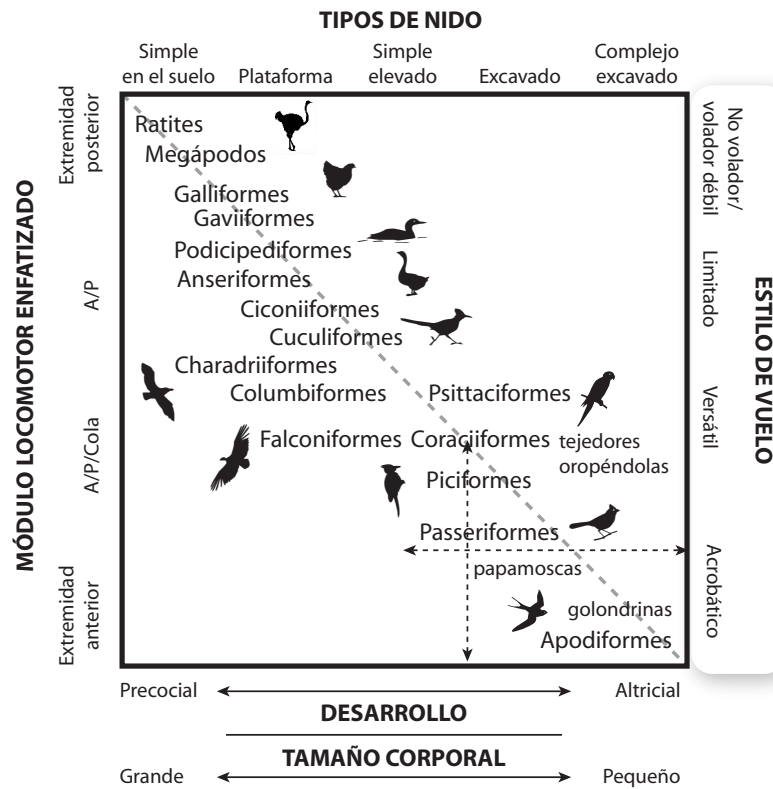 TIPOS DE NIDO
Simple
en el suelo
Plataforma
Simple
elevado
Excavado
Complejo
excavado
MÓDULO LOCOMOTOR ENFATIZADO
Extremidad
posterior
A/P
A/P/Cola
Extremidad
anterior
Ratites
Megápodos
Galliformes
Gaviiformes
Podicipediformes
Anseriformes
Ciconiiformes
Cuculiformes
Charadriiformes
Columbiformes
Psittaciformes
Falconiformes
Coraciiformes
tejedores
oropéndolas
Piciformes
Passeriformes
papamoscas
golondrinas
Apodiformes
No volador/
volador débil
Limitado
Versátil
Acrobático
ESTILO DE VUELO
Precocial
Altricial
DESARROLLO
TAMAÑO CORPORAL
Grande
Pequeño